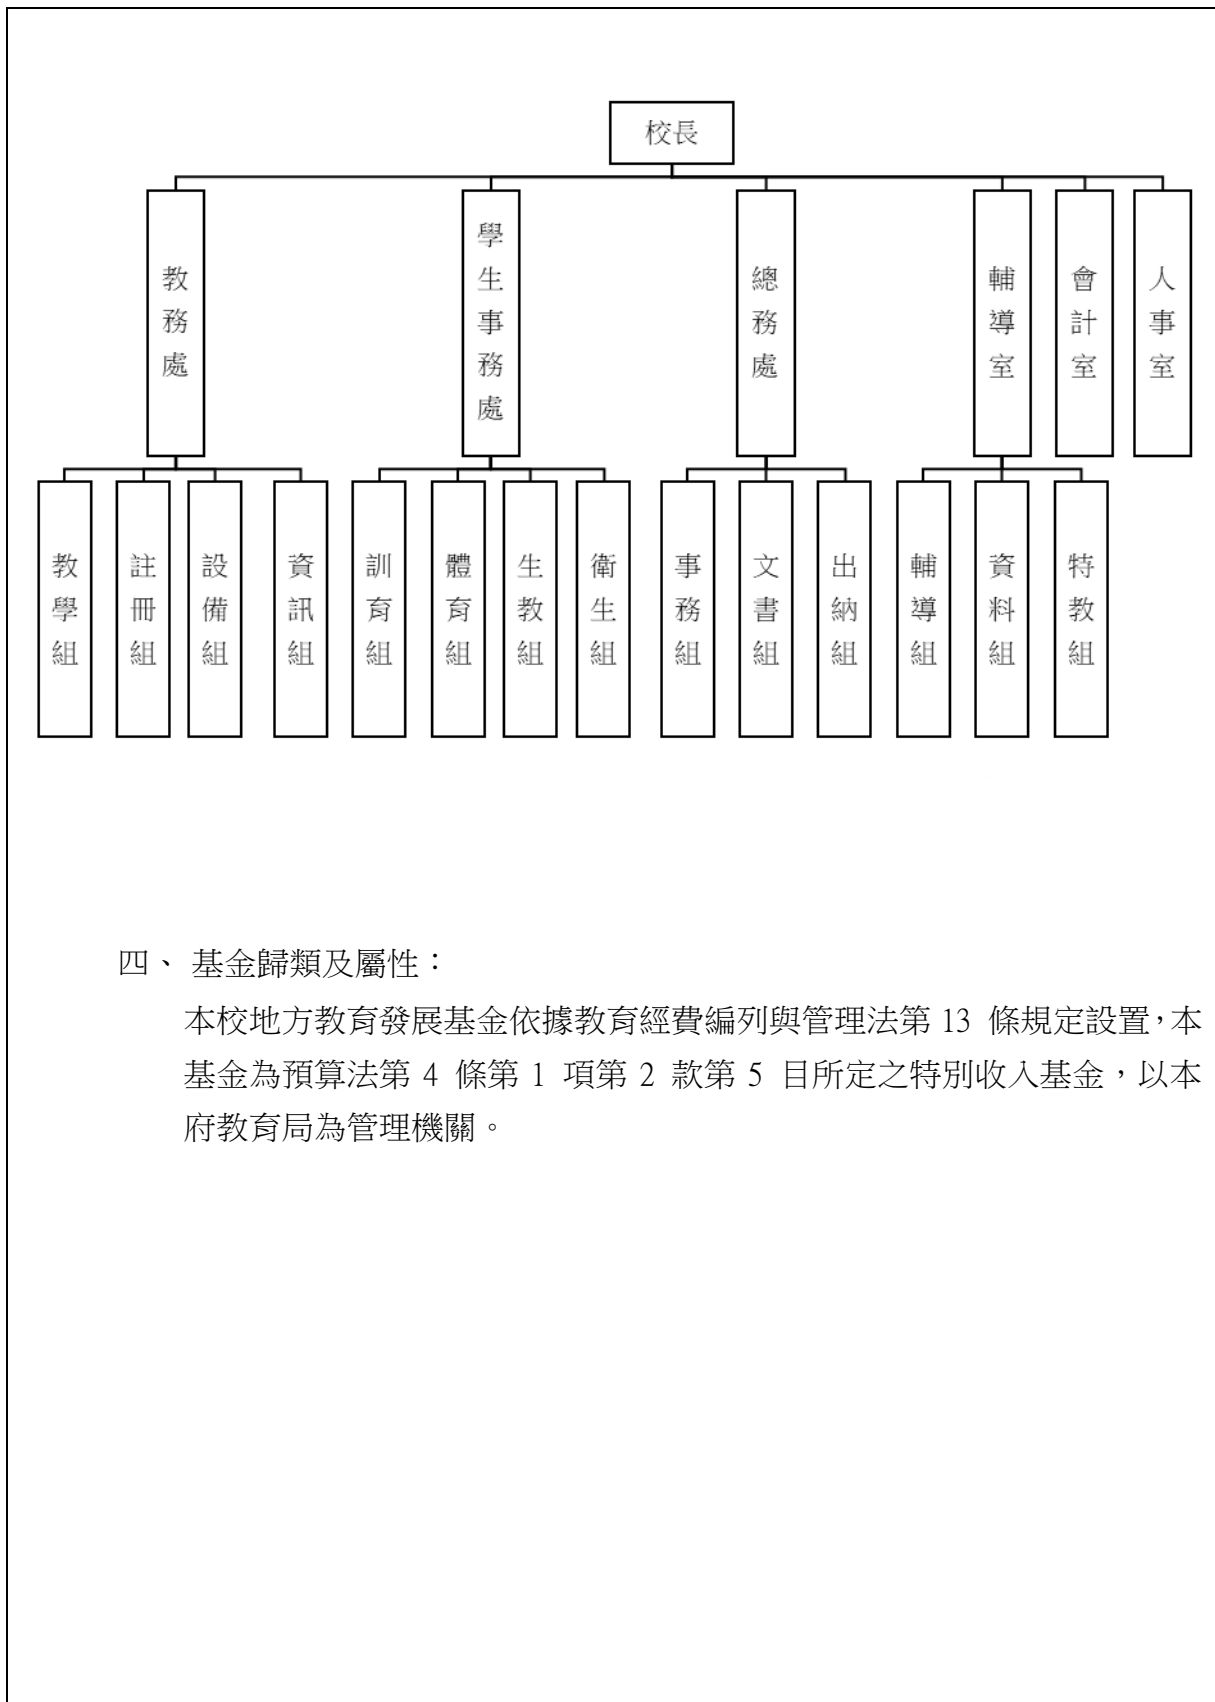 校長
教務處
學生事務處
總務處
輔導室
會計室
人事室
教學組
註冊組
設備組
資訊組
訓育組
體育組
生教組
衛生組
事務組
文書組
出納組
輔導組
資料組
特教組
四、 基金歸類及屬性：
本校地方教育發展基金依據教育經費編列與管理法第 13 條規定設置，本
基金為預算法第 4 條第 1 項第 2 款第 5 目所定之特別收入基金，以本
府教育局為管理機關。